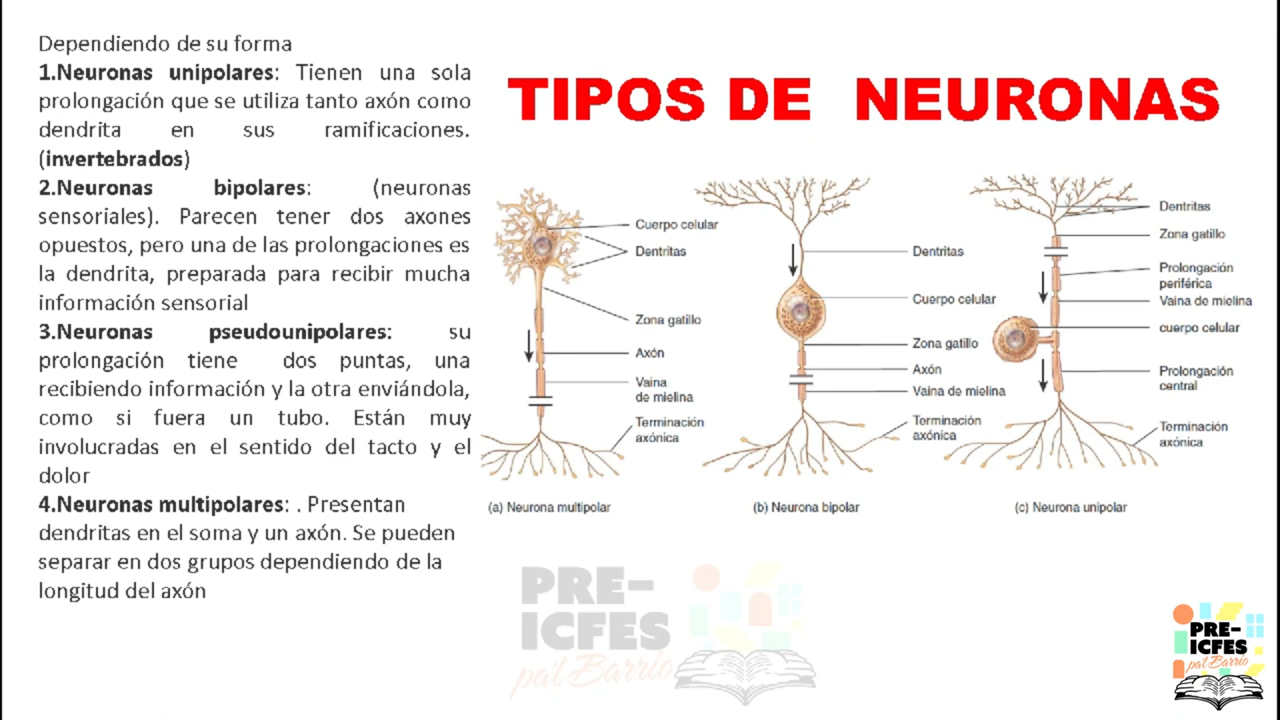 Dependiendo de su forma
1.Neuronas unipolares: Tienen una sola
prolongación que se utiliza tanto axón como
dendrita en sus ramificaciones.
(invertebrados)
2.Neuronas bipolares: (neuronas
sensoriales). Parecen tener dos axones
opuestos, pero una de las prolongaciones es
la dendrita, preparada para recibir mucha
información sensorial
3.Neuronas pseudounipolares: su
prolongación tiene dos puntas, una
recibiendo información y la otra enviándola,
como si fuera un tubo. Están muy
involucradas en el sentido del tacto y el
dolor
4.Neuronas multipolares: . Presentan
dendritas en el soma y un axón. Se pueden
separar en dos grupos dependiendo de la
longitud del axón
TIPOS DE NEURONAS
Cuerpo celular
Dentritas
Zona gatillo
Axón
Vaina
de mielina
Terminación
axónica
(a) Neurona multipolar
Dentritas
Cuerpo celular
Zona gatillo
Axón
Vaina de mielina
Terminación
axónica
(b) Neurona bipolar
Dentritas
Zona gatillo
Prolongación
periférica
Vaina de mielina
cuerpo celular
Prolongación
central
Terminación
axónica
(c) Neurona unipolar
PRE-
ICFES
pa'l Barrio
PRE-
ICFES
pa'l Barrio